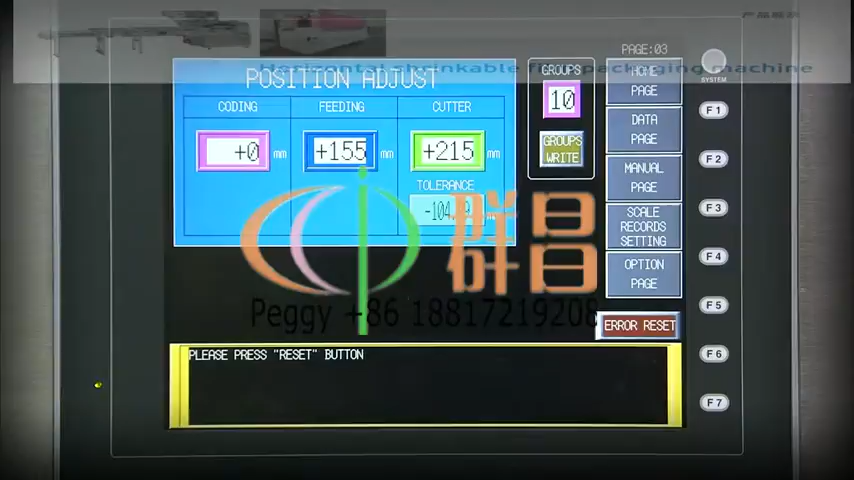 Horizontal shrinkable film packaging machine
PAGE:03
POSITION ADJUST
CODING
FEEDING
CUTTER
+0 mm
+155 mm
+215 mm
TOLERANCE
GROUPS
10
GROUPS
WRITE
HOME
PAGE
DATA
PAGE
MANUAL
PAGE
SCALE
RECORDS
SETTING
OPTION
PAGE
ERROR RESET
SYSTEM
F1
F2
F3
F4
F5
F6
F7
群昌
Peggy +86 18817219208
PLEASE PRESS "RESET" BUTTON